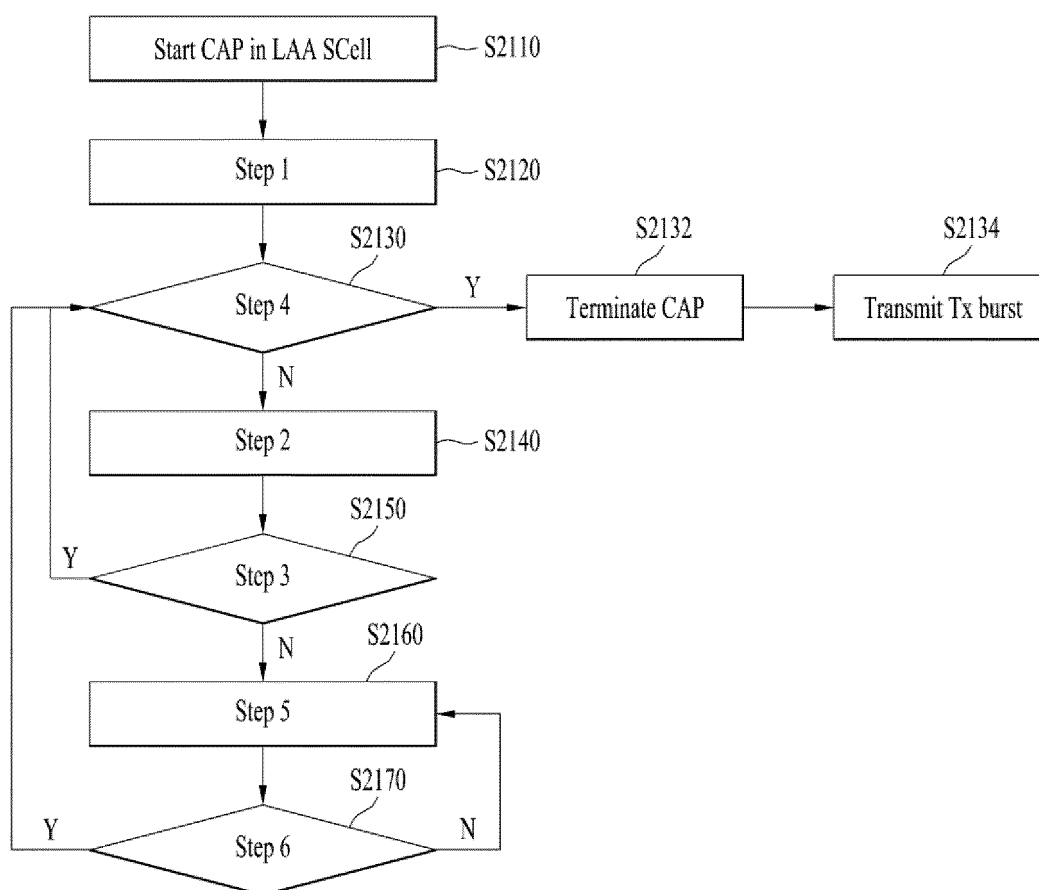 Start CAP in LAA SCell
S2110
Step 1
S2120
S2130
Step 4
Y
S2132
Terminate CAP
S2134
Transmit Tx burst
N
Step 2
S2140
S2150
Y
Step 3
N
S2160
Step 5
S2170
Y
Step 6
N